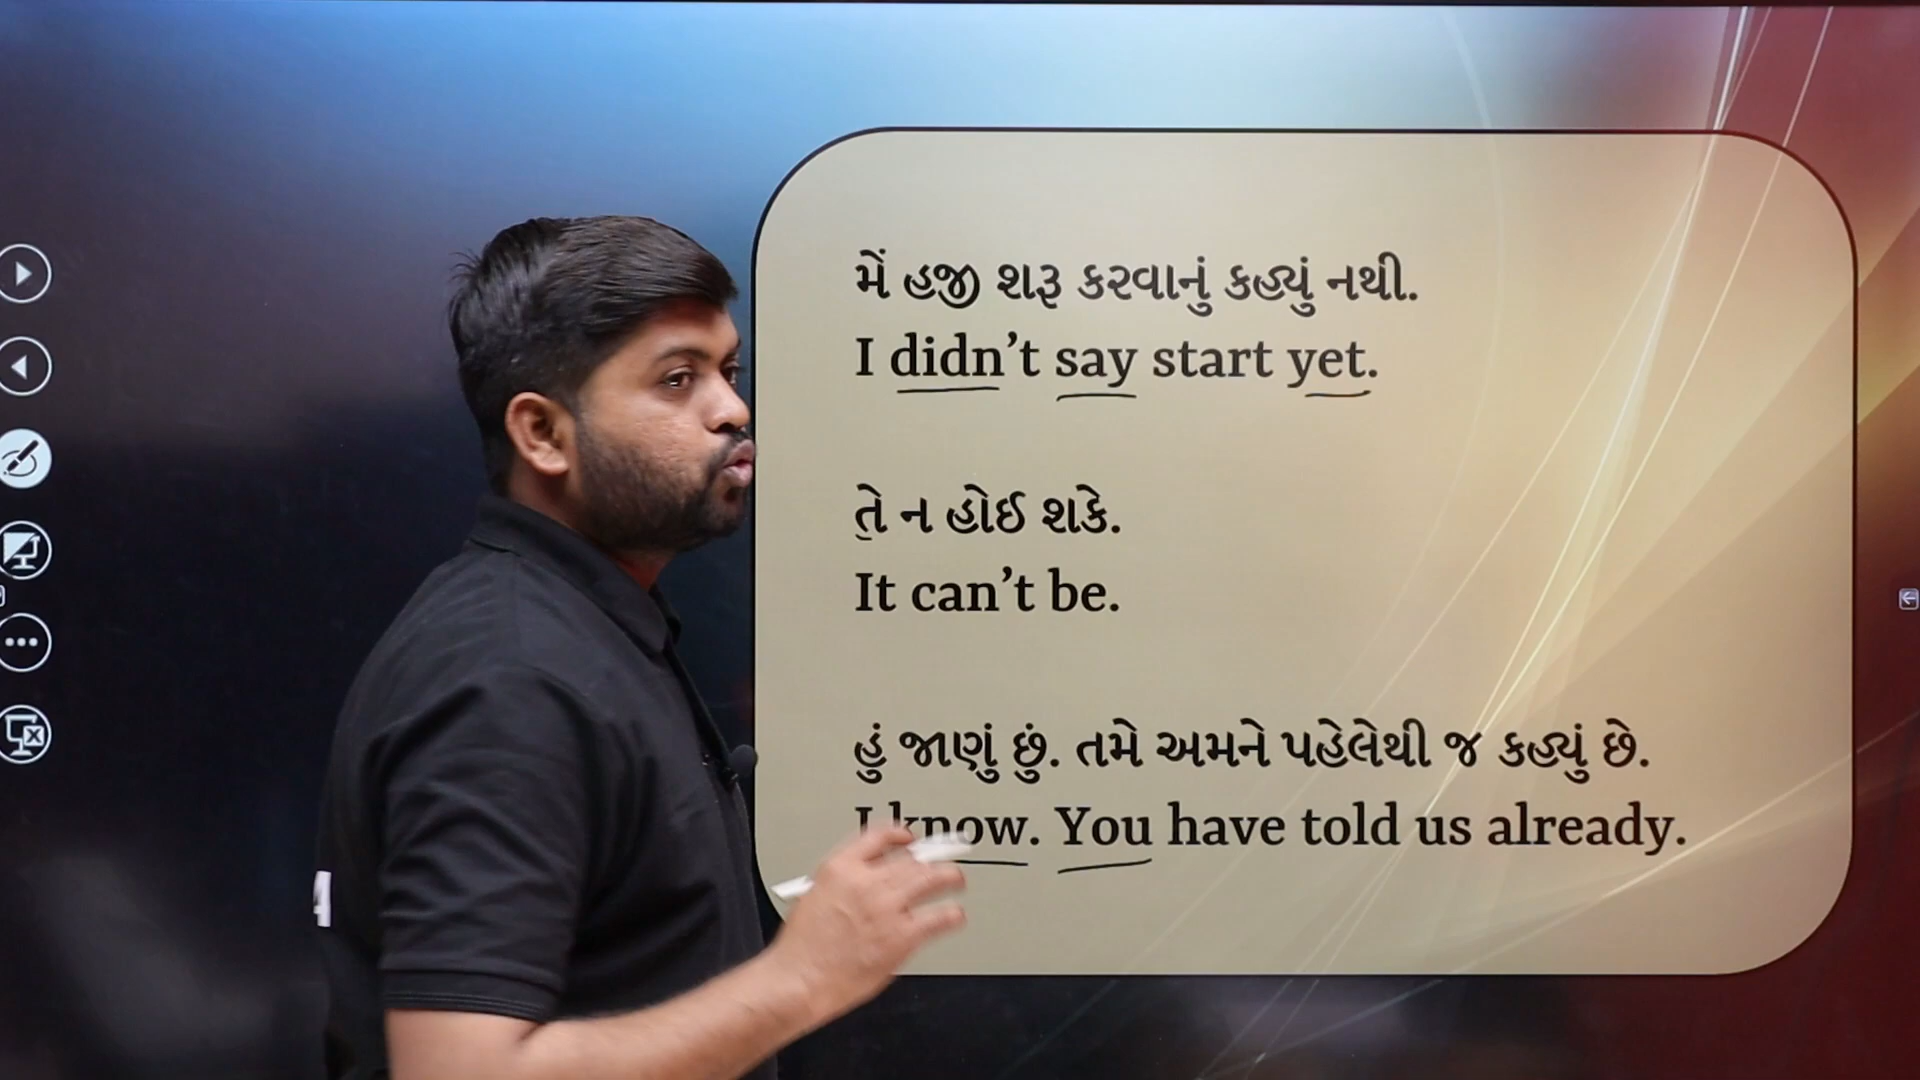 મેં હજી શરૂ કરવાનું કહ્યું નથી.
I didn’t say start yet.
તે ન હોઈ શકે.
It can’t be.
હું જાણું છું. તમે અમને પહેલેથી જ કહ્યું છે.
I know. You have told us already.